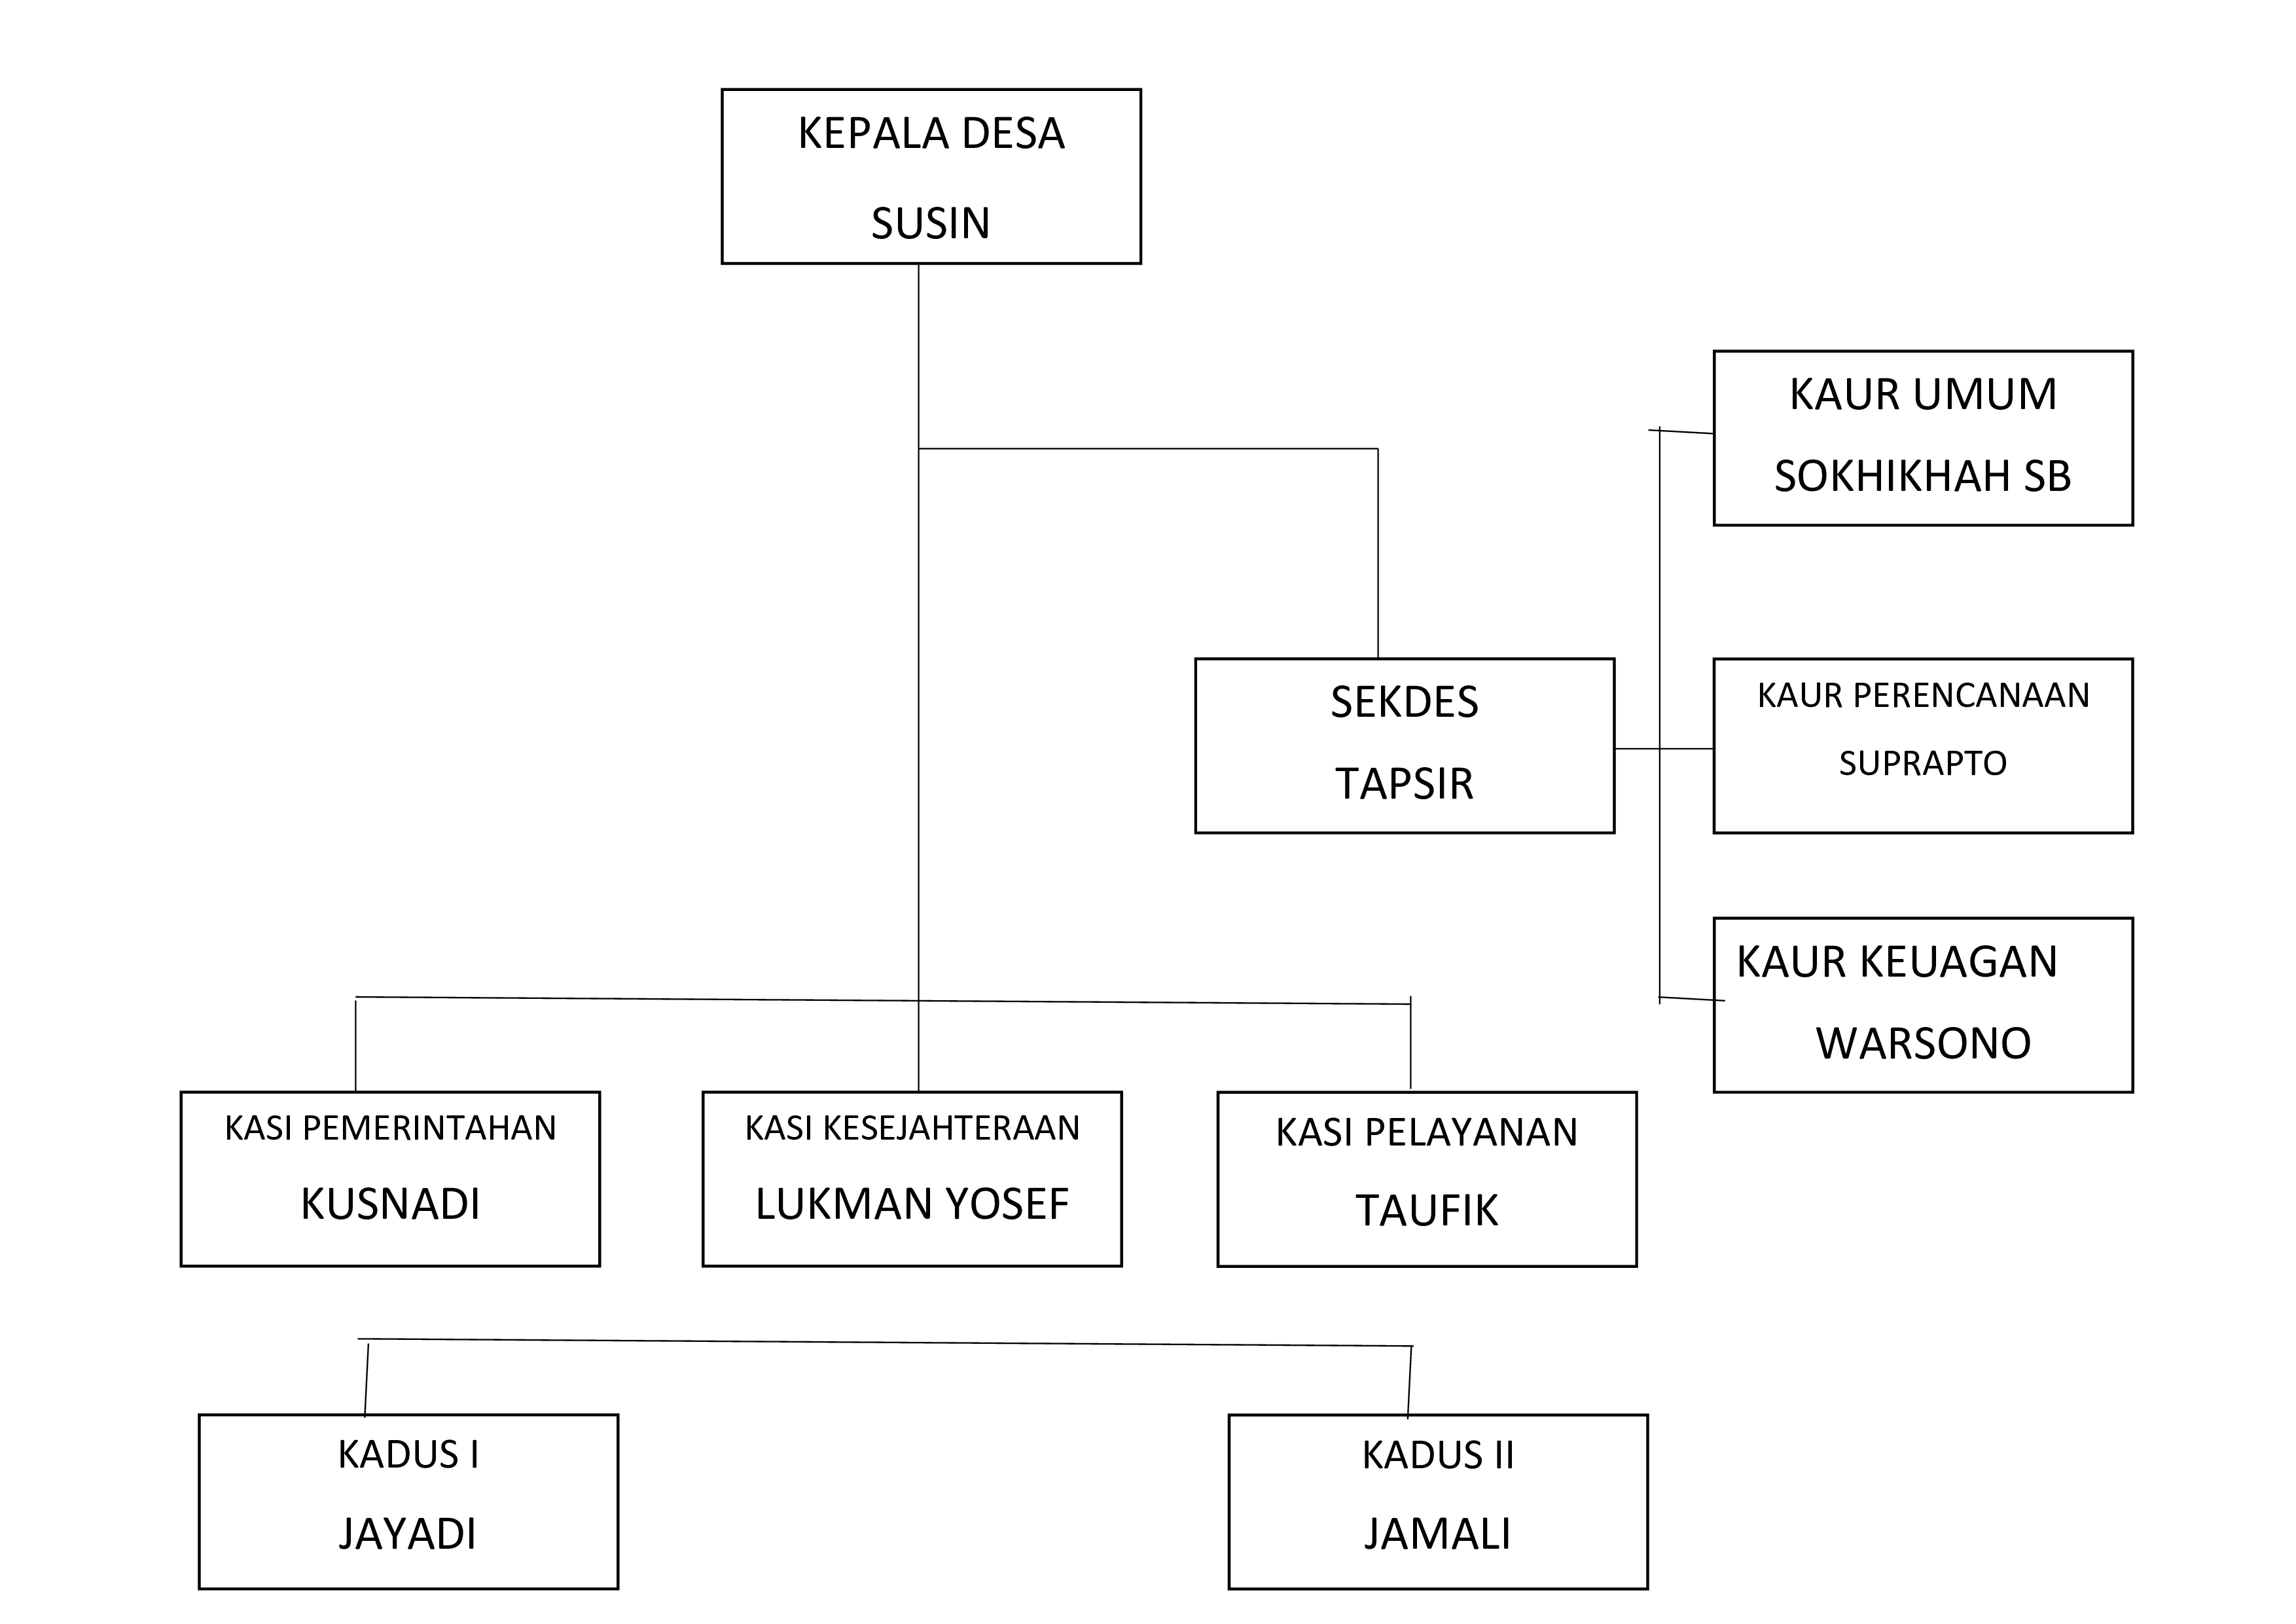 KEPALA DESA
SUSIN
KAUR UMUM
SOKHIKHAH SB
SEKDES
TAPSIR
KAUR PERENCANAAN
SUPRAPTO
KAUR KEUAGAN
WARSONO
KASI PEMERINTAHAN
KUSNADI
KASI KESEJAHTERAAN
LUKMAN YOSEF
KASI PELAYANAN
TAUFIK
KADUS I
JAYADI
KADUS II
JAMALI